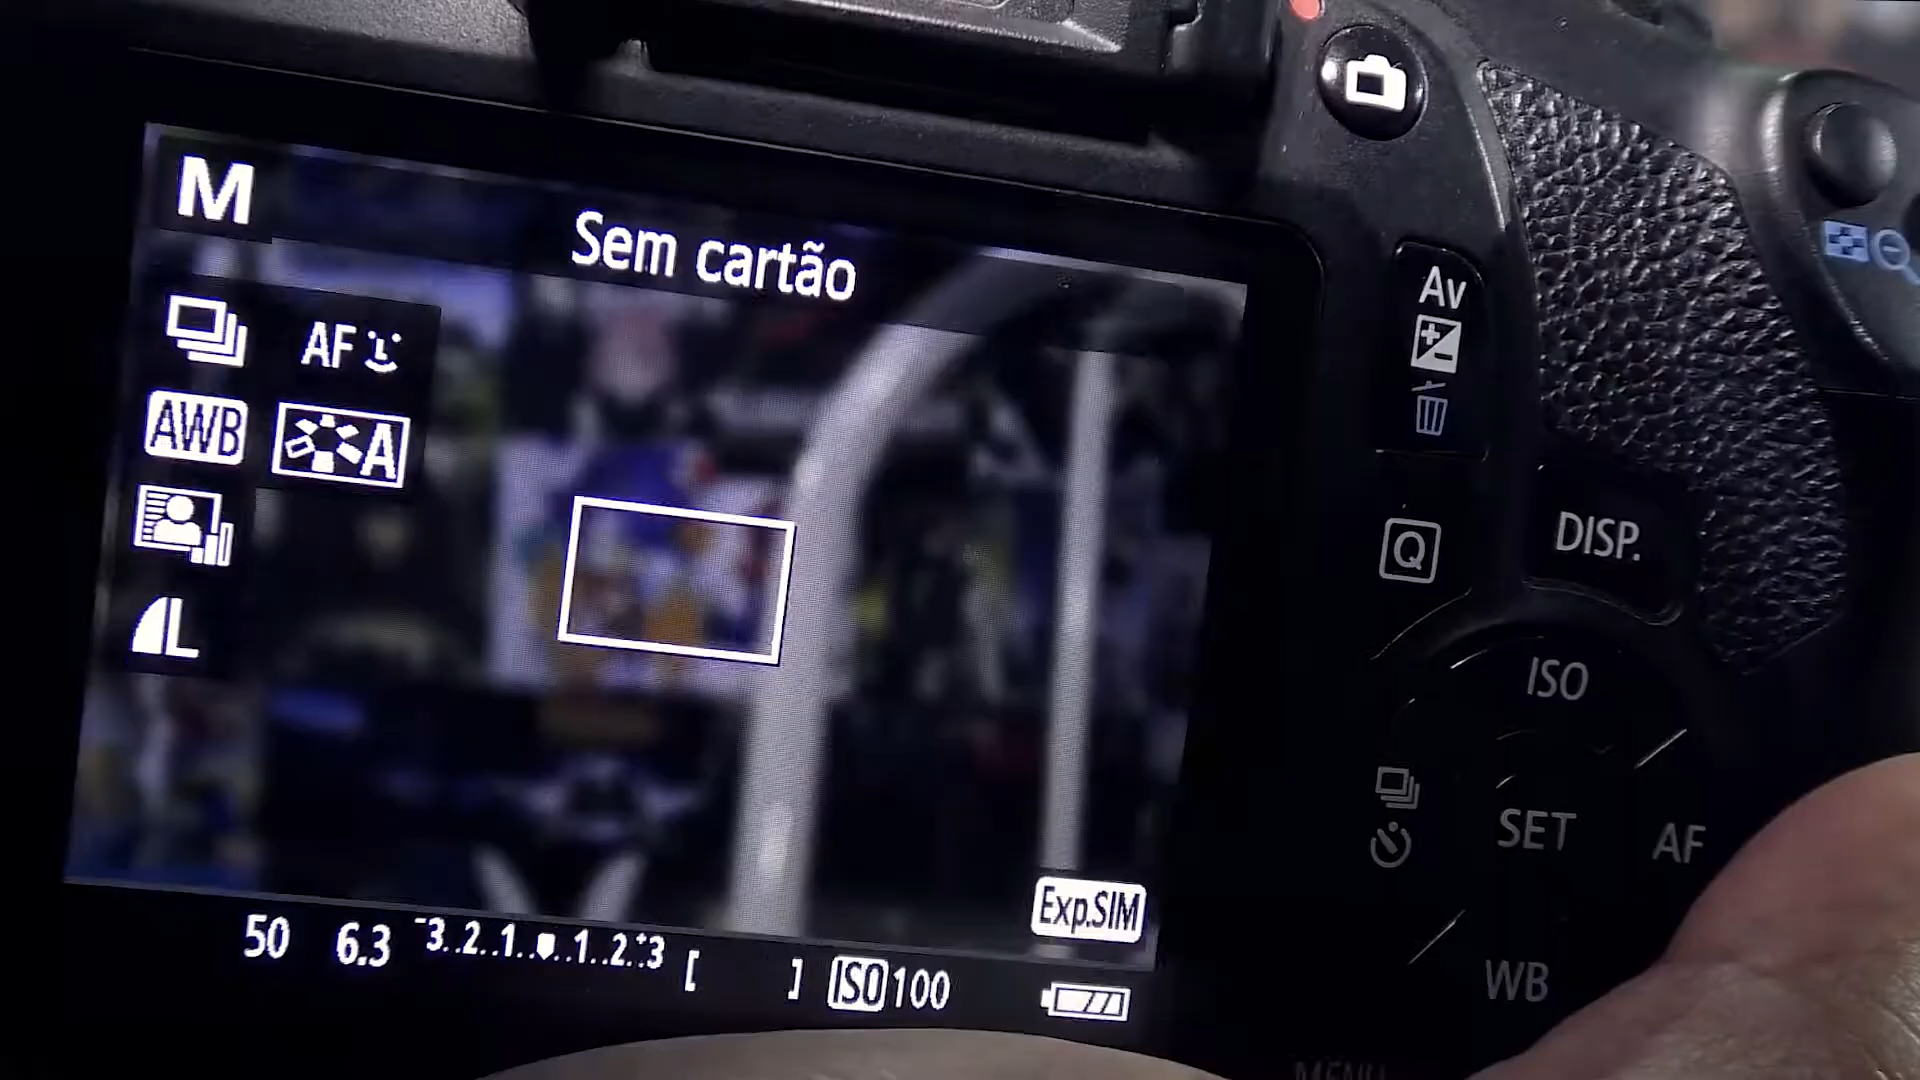 M
Sem cartão
AF
AWB
A
L
Exp.SIM
50 6.3 -3..2..1..■..1..2..+3 [ ] ISO 100
Av
Q
DISP.
ISO
SET
AF
WB
MENU